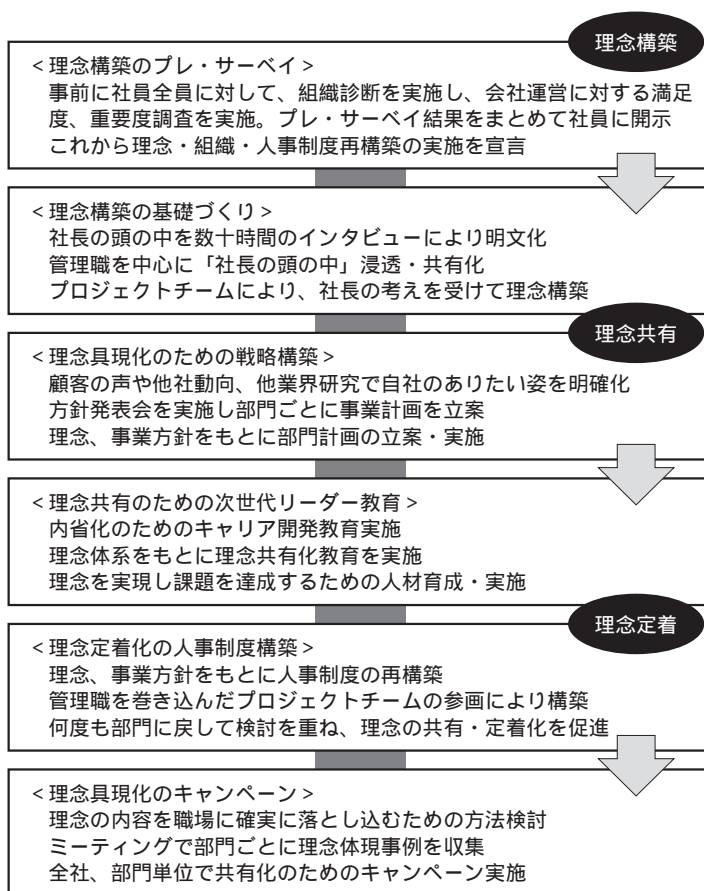 理念構築
<理念構築のプレ・サーベイ>
事前に社員全員に対して、組織診断を実施し、会社運営に対する満足
度、重要度調査を実施。プレ・サーベイ結果をまとめて社員に開示
これから理念・組織・人事制度再構築の実施を宣言
<理念構築の基礎づくり>
社長の頭の中を数十時間のインタビューにより明文化
管理職を中心に「社長の頭の中」浸透・共有化
プロジェクトチームにより、社長の考えを受けて理念構築
理念共有
<理念具現化のための戦略構築>
顧客の声や他社動向、他業界研究で自社のありたい姿を明確化
方針発表会を実施し部門ごとに事業計画を立案
理念、事業方針をもとに部門計画の立案・実施
<理念共有のための次世代リーダー教育>
内省化のためのキャリア開発教育実施
理念体系をもとに理念共有化教育を実施
理念を実現し課題を達成するための人材育成・実施
理念定着
<理念定着化の人事制度構築>
理念、事業方針をもとに人事制度の再構築
管理職を巻き込んだプロジェクトチームの参画により構築
何度も部門に戻して検討を重ね、理念の共有・定着化を促進
<理念具現化のキャンペーン>
理念の内容を職場に確実に落とし込むための方法検討
ミーティングで部門ごとに理念体現事例を収集
全社、部門単位で共有化のためのキャンペーン実施